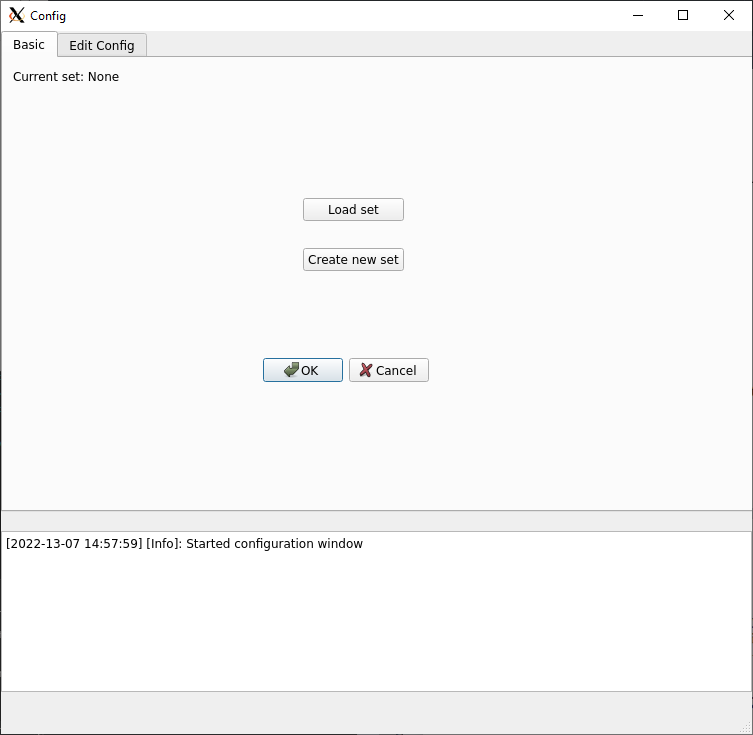 Config
Basic
Edit Config
Current set: None
Load set
Create new set
OK
Cancel
[2022-13-07 14:57:59] [Info]: Started configuration window